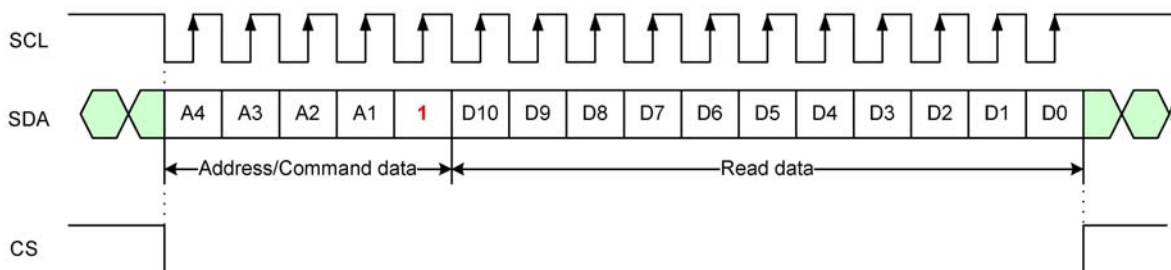 SCL
SDA A4 A3 A2 A1 1 D10 D9 D8 D7 D6 D5 D4 D3 D2 D1 D0
Address/Command data Read data
CS